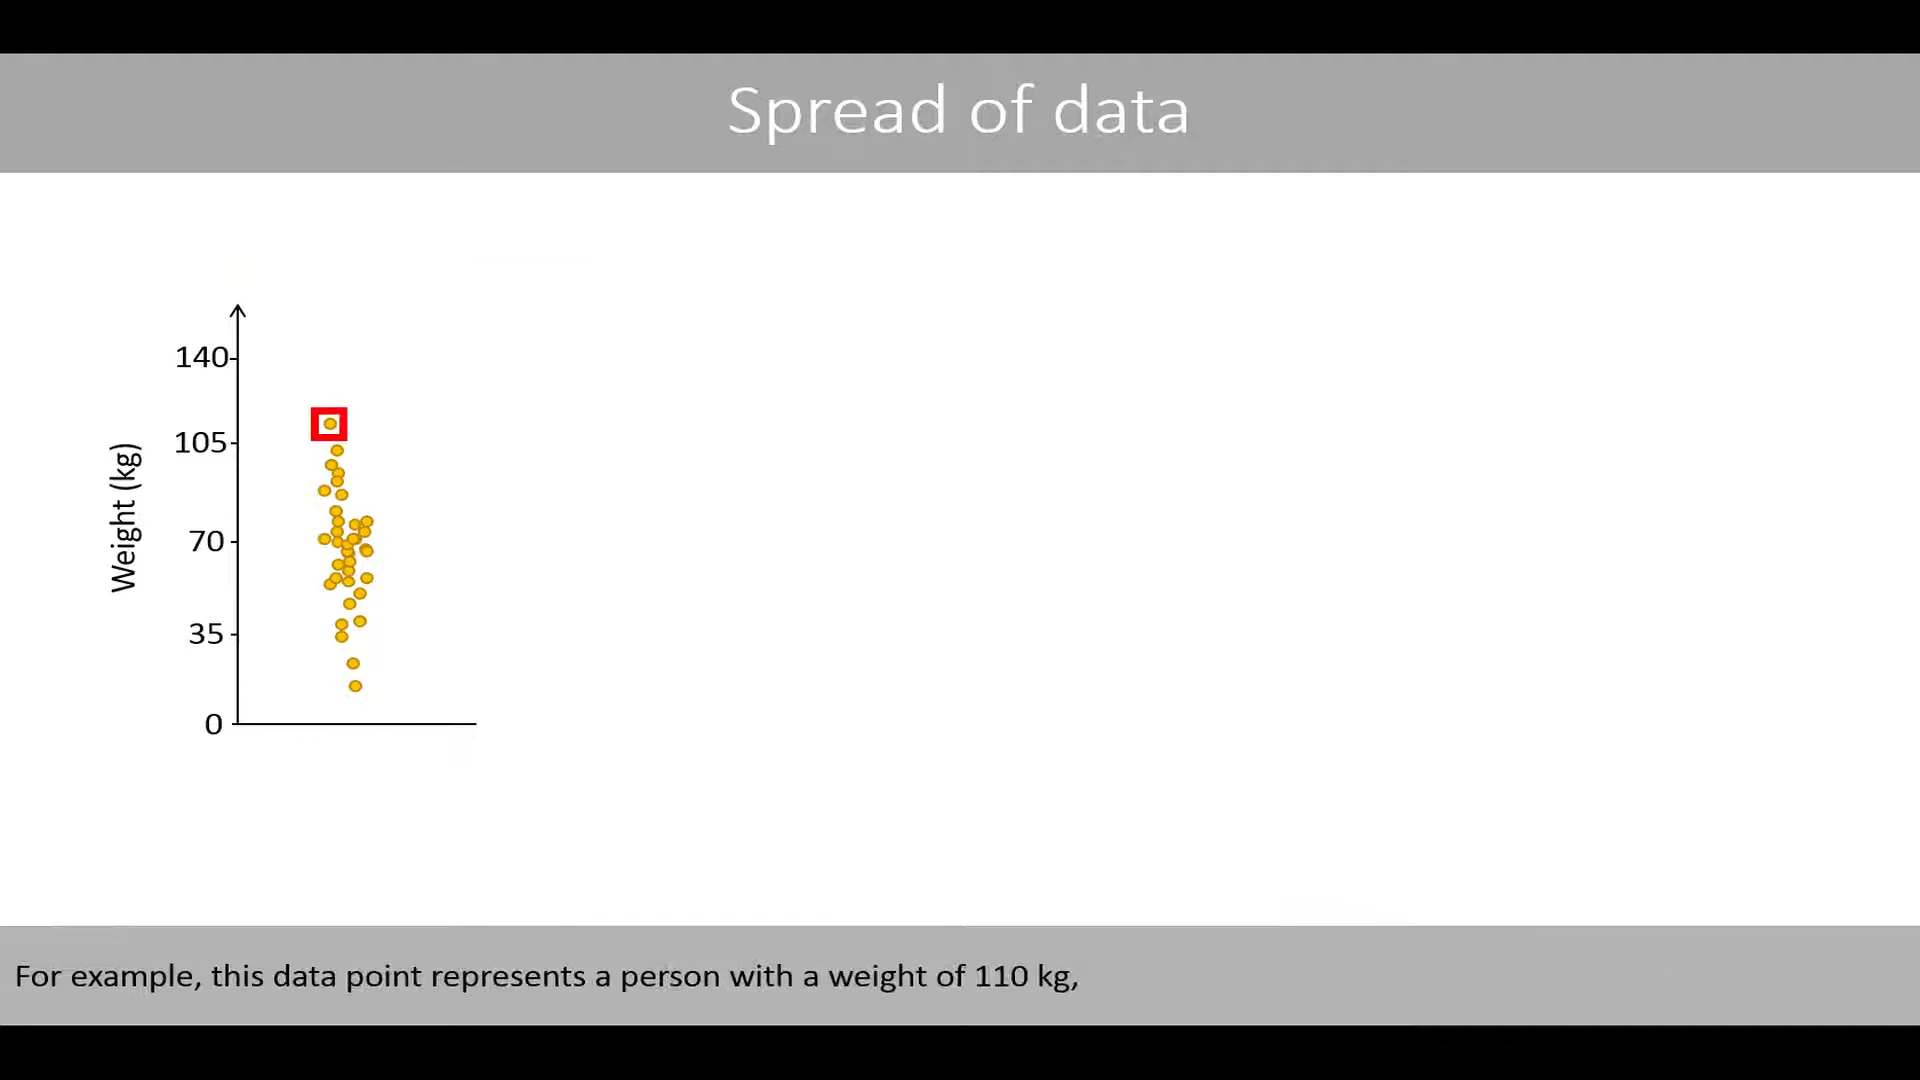 Spread of data
140
105
70
35
0
Weight (kg)
For example, this data point represents a person with a weight of 110 kg,